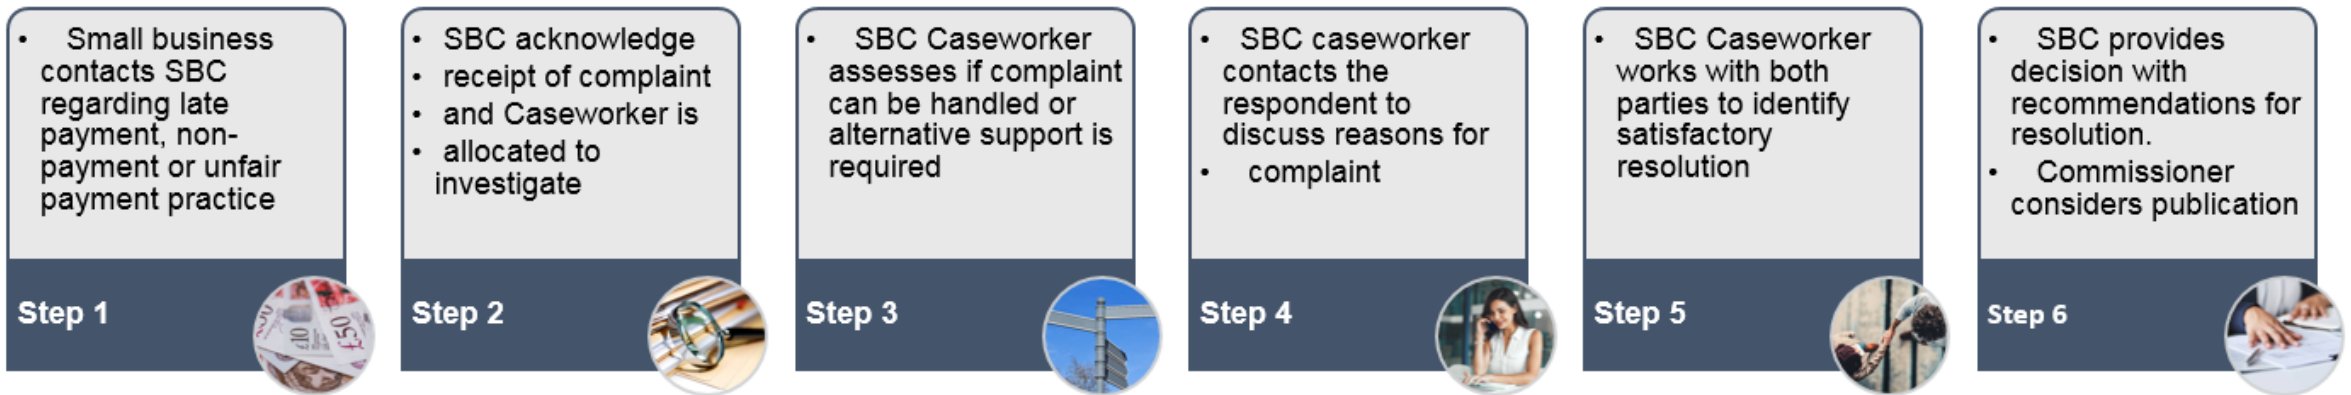 • Small business
contacts SBC
regarding late
payment, non-
payment or unfair
payment practice
Step 1
£10
£50
• SBC acknowledge
• receipt of complaint
• and Caseworker is
• allocated to
investigate
Step 2
• SBC Caseworker
assesses if complaint
can be handled or
alternative support is
required
Step 3
• SBC caseworker
contacts the
respondent to
discuss reasons for
• complaint
Step 4
• SBC Caseworker
works with both
parties to identify
satisfactory
resolution
Step 5
• SBC provides
decision with
recommendations for
resolution.
• Commissioner
considers publication
Step 6